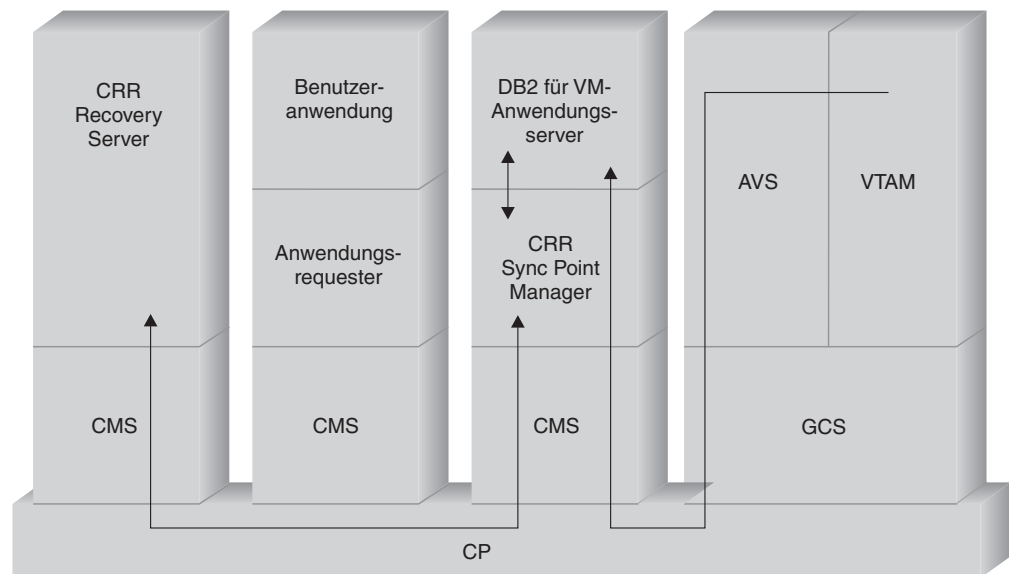 CRR
Recovery
Server
CMS
Benutzer-
anwendung
Anwendungs-
requester
CMS
DB2 für VM-
Anwendungs-
server
CRR
Sync Point
Manager
CMS
AVS
VTAM
GCS
CP